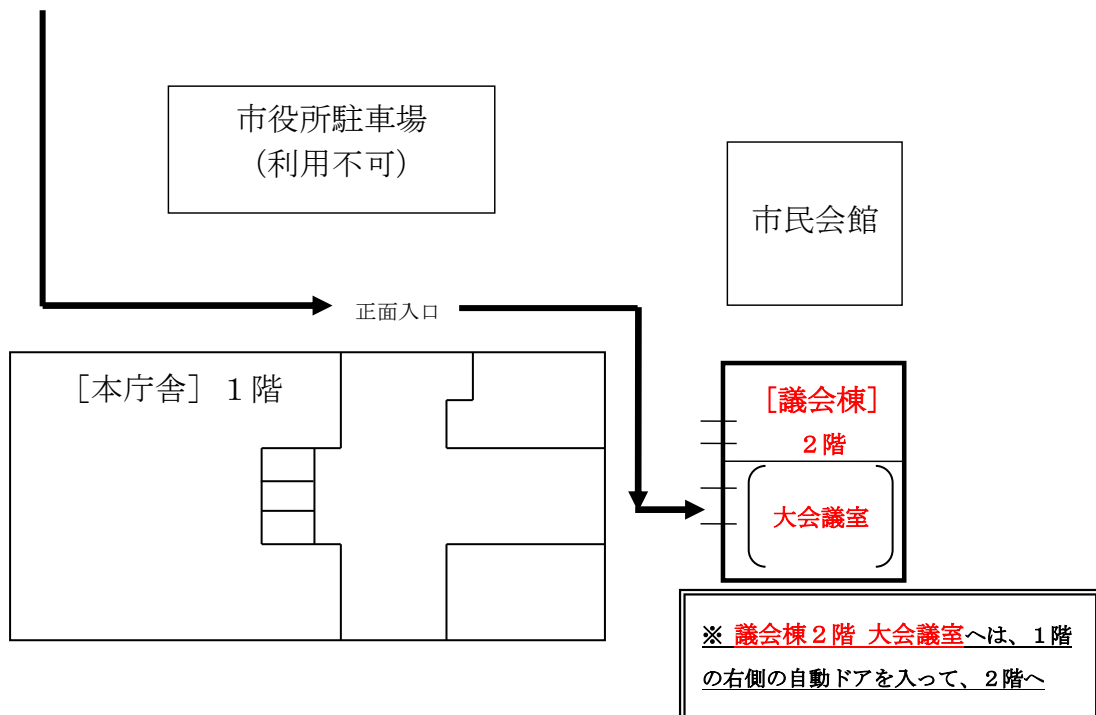 市役所駐車場
(利用不可)
市民会館
正面入口
［本庁舎］１階
［議会棟］
２階
大会議室
※ 議会棟２階 大会議室へは、１階
の右側の自動ドアを入って、２階へ